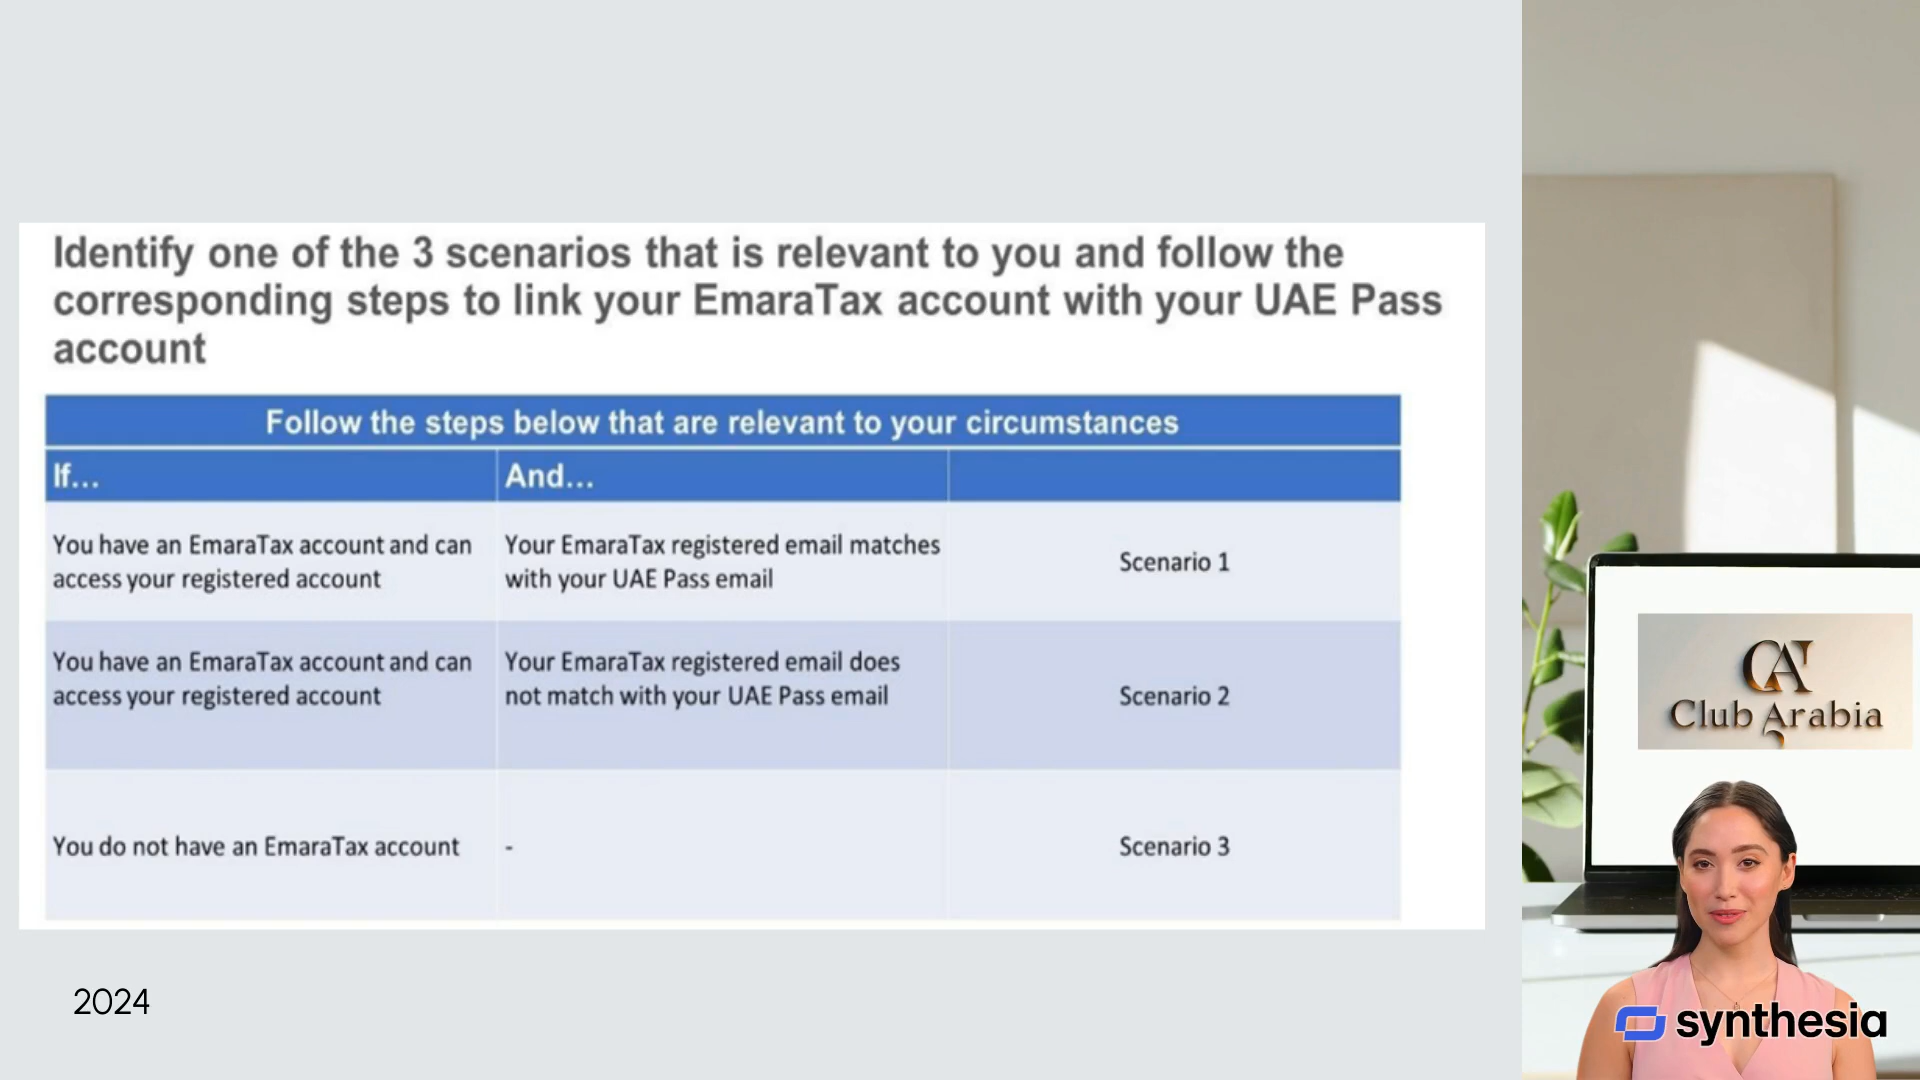 Identify one of the 3 scenarios that is relevant to you and follow the
corresponding steps to link your EmaraTax account with your UAE Pass
account
Follow the steps below that are relevant to your circumstances
If...
And...
You have an EmaraTax account and can
access your registered account
Your EmaraTax registered email matches
with your UAE Pass email
Scenario 1
You have an EmaraTax account and can
access your registered account
Your EmaraTax registered email does
not match with your UAE Pass email
Scenario 2
You do not have an EmaraTax account
-
Scenario 3
2024
CA
Club Arabia
synthesia